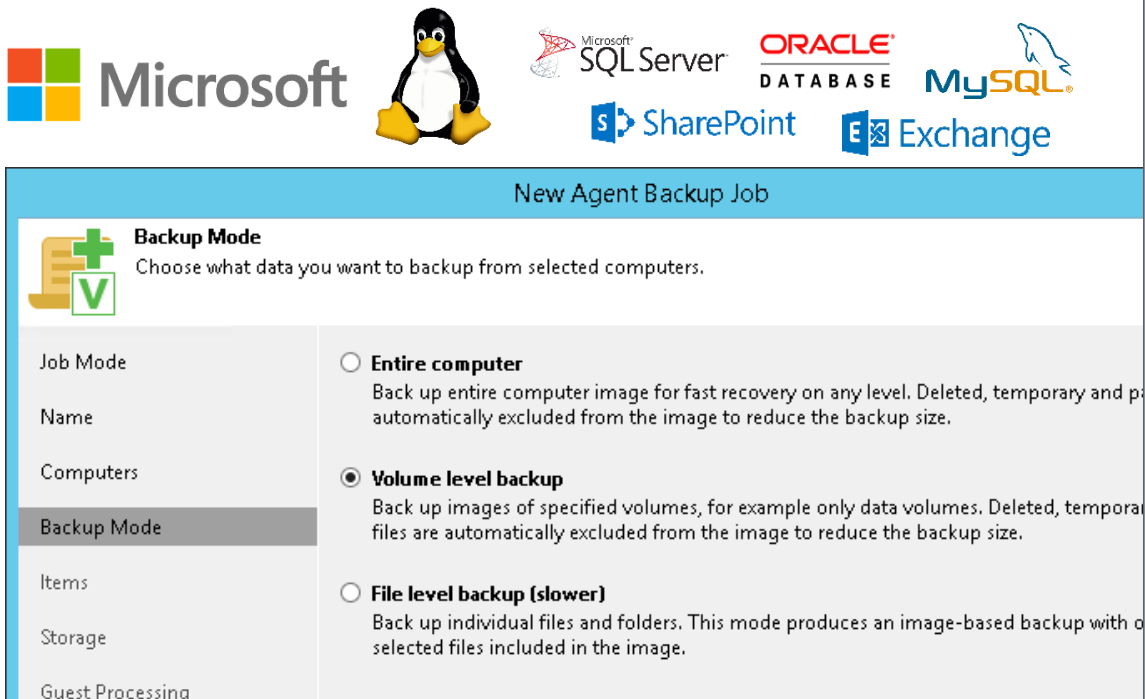 Microsoft
Microsoft
SQL Server
ORACLE
DATABASE
MySQL
S SharePoint
E Exchange
New Agent Backup Job
Backup Mode
Choose what data you want to backup from selected computers.
V
Job Mode
Name
Computers
Backup Mode
Items
Storage
Guest Processing
Entire computer
Back up entire computer image for fast recovery on any level. Deleted, temporary and
automatically excluded from the image to reduce the backup size.
Volume level backup
Back up images of specified volumes, for example only data volumes. Deleted,
files are automatically excluded from the image to reduce the backup size.
File level backup (slower)
Back up individual files and folders. This mode produces an image-based backup with
selected files included in the image.